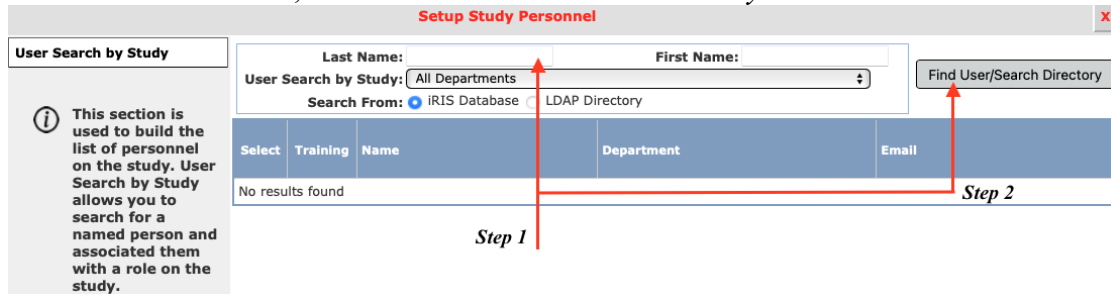 Setup Study Personnel
X
User Search by Study
Last Name:
First Name:
User Search by Study: All Departments
Find User/Search Directory
Search From: iRIS Database LDAP Directory
This section is
used to build the
list of personnel
on the study. User
Search by Study
allows you to
search for a
named person and
associated them
with a role on the
study.
Select Training Name Department Email
No results found
Step 1
Step 2